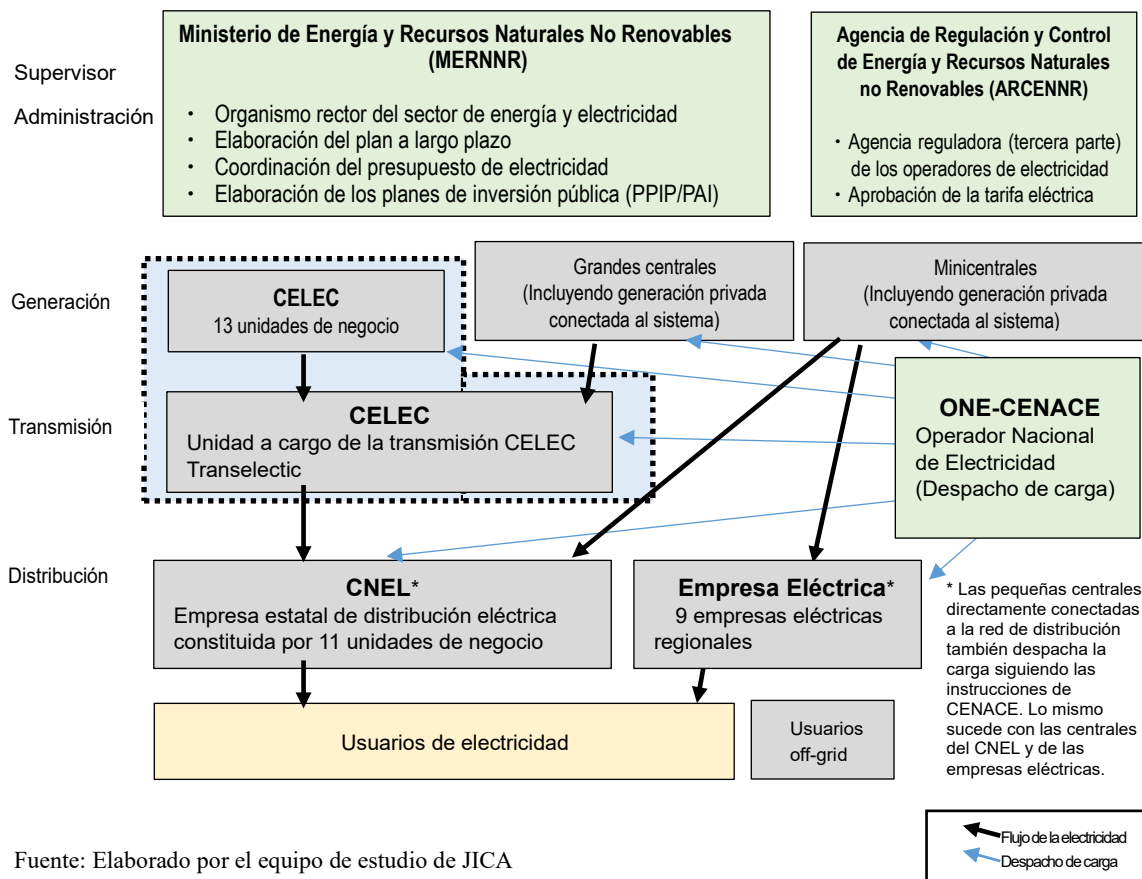 Supervisor
Administración
Ministerio de Energía y Recursos Naturales No Renovables
(MERNNR)
・ Organismo rector del sector de energía y electricidad
・ Elaboración del plan a largo plazo
・ Coordinación del presupuesto de electricidad
・ Elaboración de los planes de inversión pública (PPIP/PAI)
Agencia de Regulación y Control
de Energía y Recursos Naturales
no Renovables (ARCENNR)
・ Agencia reguladora (tercera parte)
de los operadores de electricidad
・ Aprobación de la tarifa eléctrica
Generación
CELEC
13 unidades de negocio
Grandes centrales
(Incluyendo generación privada
conectada al sistema)
Minicentrales
(Incluyendo generación privada
conectada al sistema)
Transmisión
CELEC
Unidad a cargo de la transmisión CELEC
Transelectic
ONE-CENACE
Operador Nacional
de Electricidad
(Despacho de carga)
Distribución
CNEL*
Empresa estatal de distribución eléctrica
constituida por 11 unidades de negocio
Empresa Eléctrica*
9 empresas eléctricas
regionales
* Las pequeñas centrales
directamente conectadas
a la red de distribución
también despacha la
carga siguiendo las
instrucciones de
CENACE. Lo mismo
sucede con las centrales
del CNEL y de las
empresas eléctricas.
Usuarios de electricidad
Usuarios
off-grid
Flujo de la electricidad
Despacho de carga
Fuente: Elaborado por el equipo de estudio de JICA